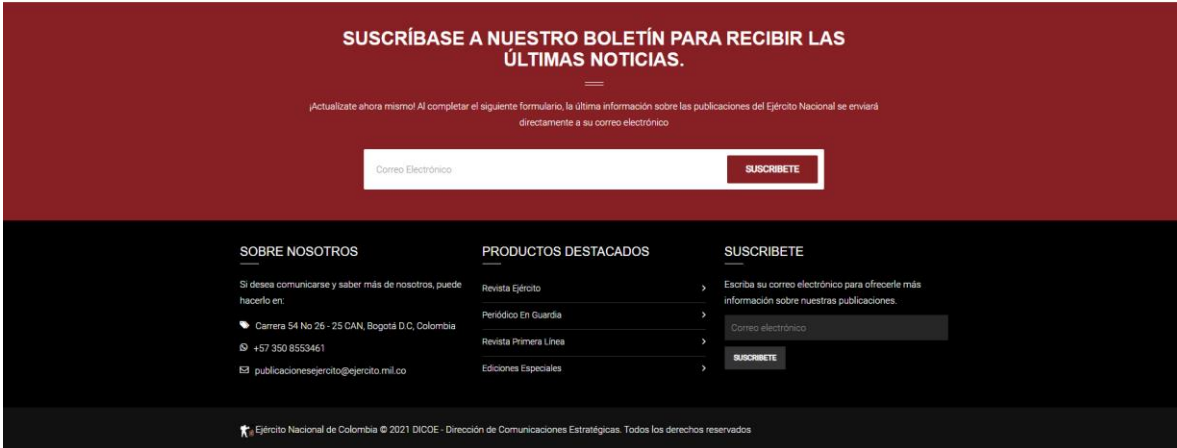 SUSCRÍBASE A NUESTRO BOLETÍN PARA RECIBIR LAS
ÚLTIMAS NOTICIAS.
¡Actualízate ahora mismo! Al completar el siguiente formulario, la última información sobre las publicaciones del Ejército Nacional se enviará
directamente a su correo electrónico
Correo Electrónico
SUSCRIBETE
SOBRE NOSOTROS
Si desea comunicarse y saber más de nosotros, puede
hacerlo en:
Carrera 54 No 26 - 25 CAN, Bogotá D.C, Colombia
+57 350 8553461
publicacionesejercito@ejercito.mil.co
PRODUCTOS DESTACADOS
Revista Ejército
Periódico En Guardia
Revista Primera Línea
Ediciones Especiales
SUSCRIBETE
Escriba su correo electrónico para ofrecerle más
información sobre nuestras publicaciones.
Correo electrónico
SUSCRIBETE
Ejército Nacional de Colombia © 2021 DICOE - Dirección de Comunicaciones Estratégicas. Todos los derechos reservados